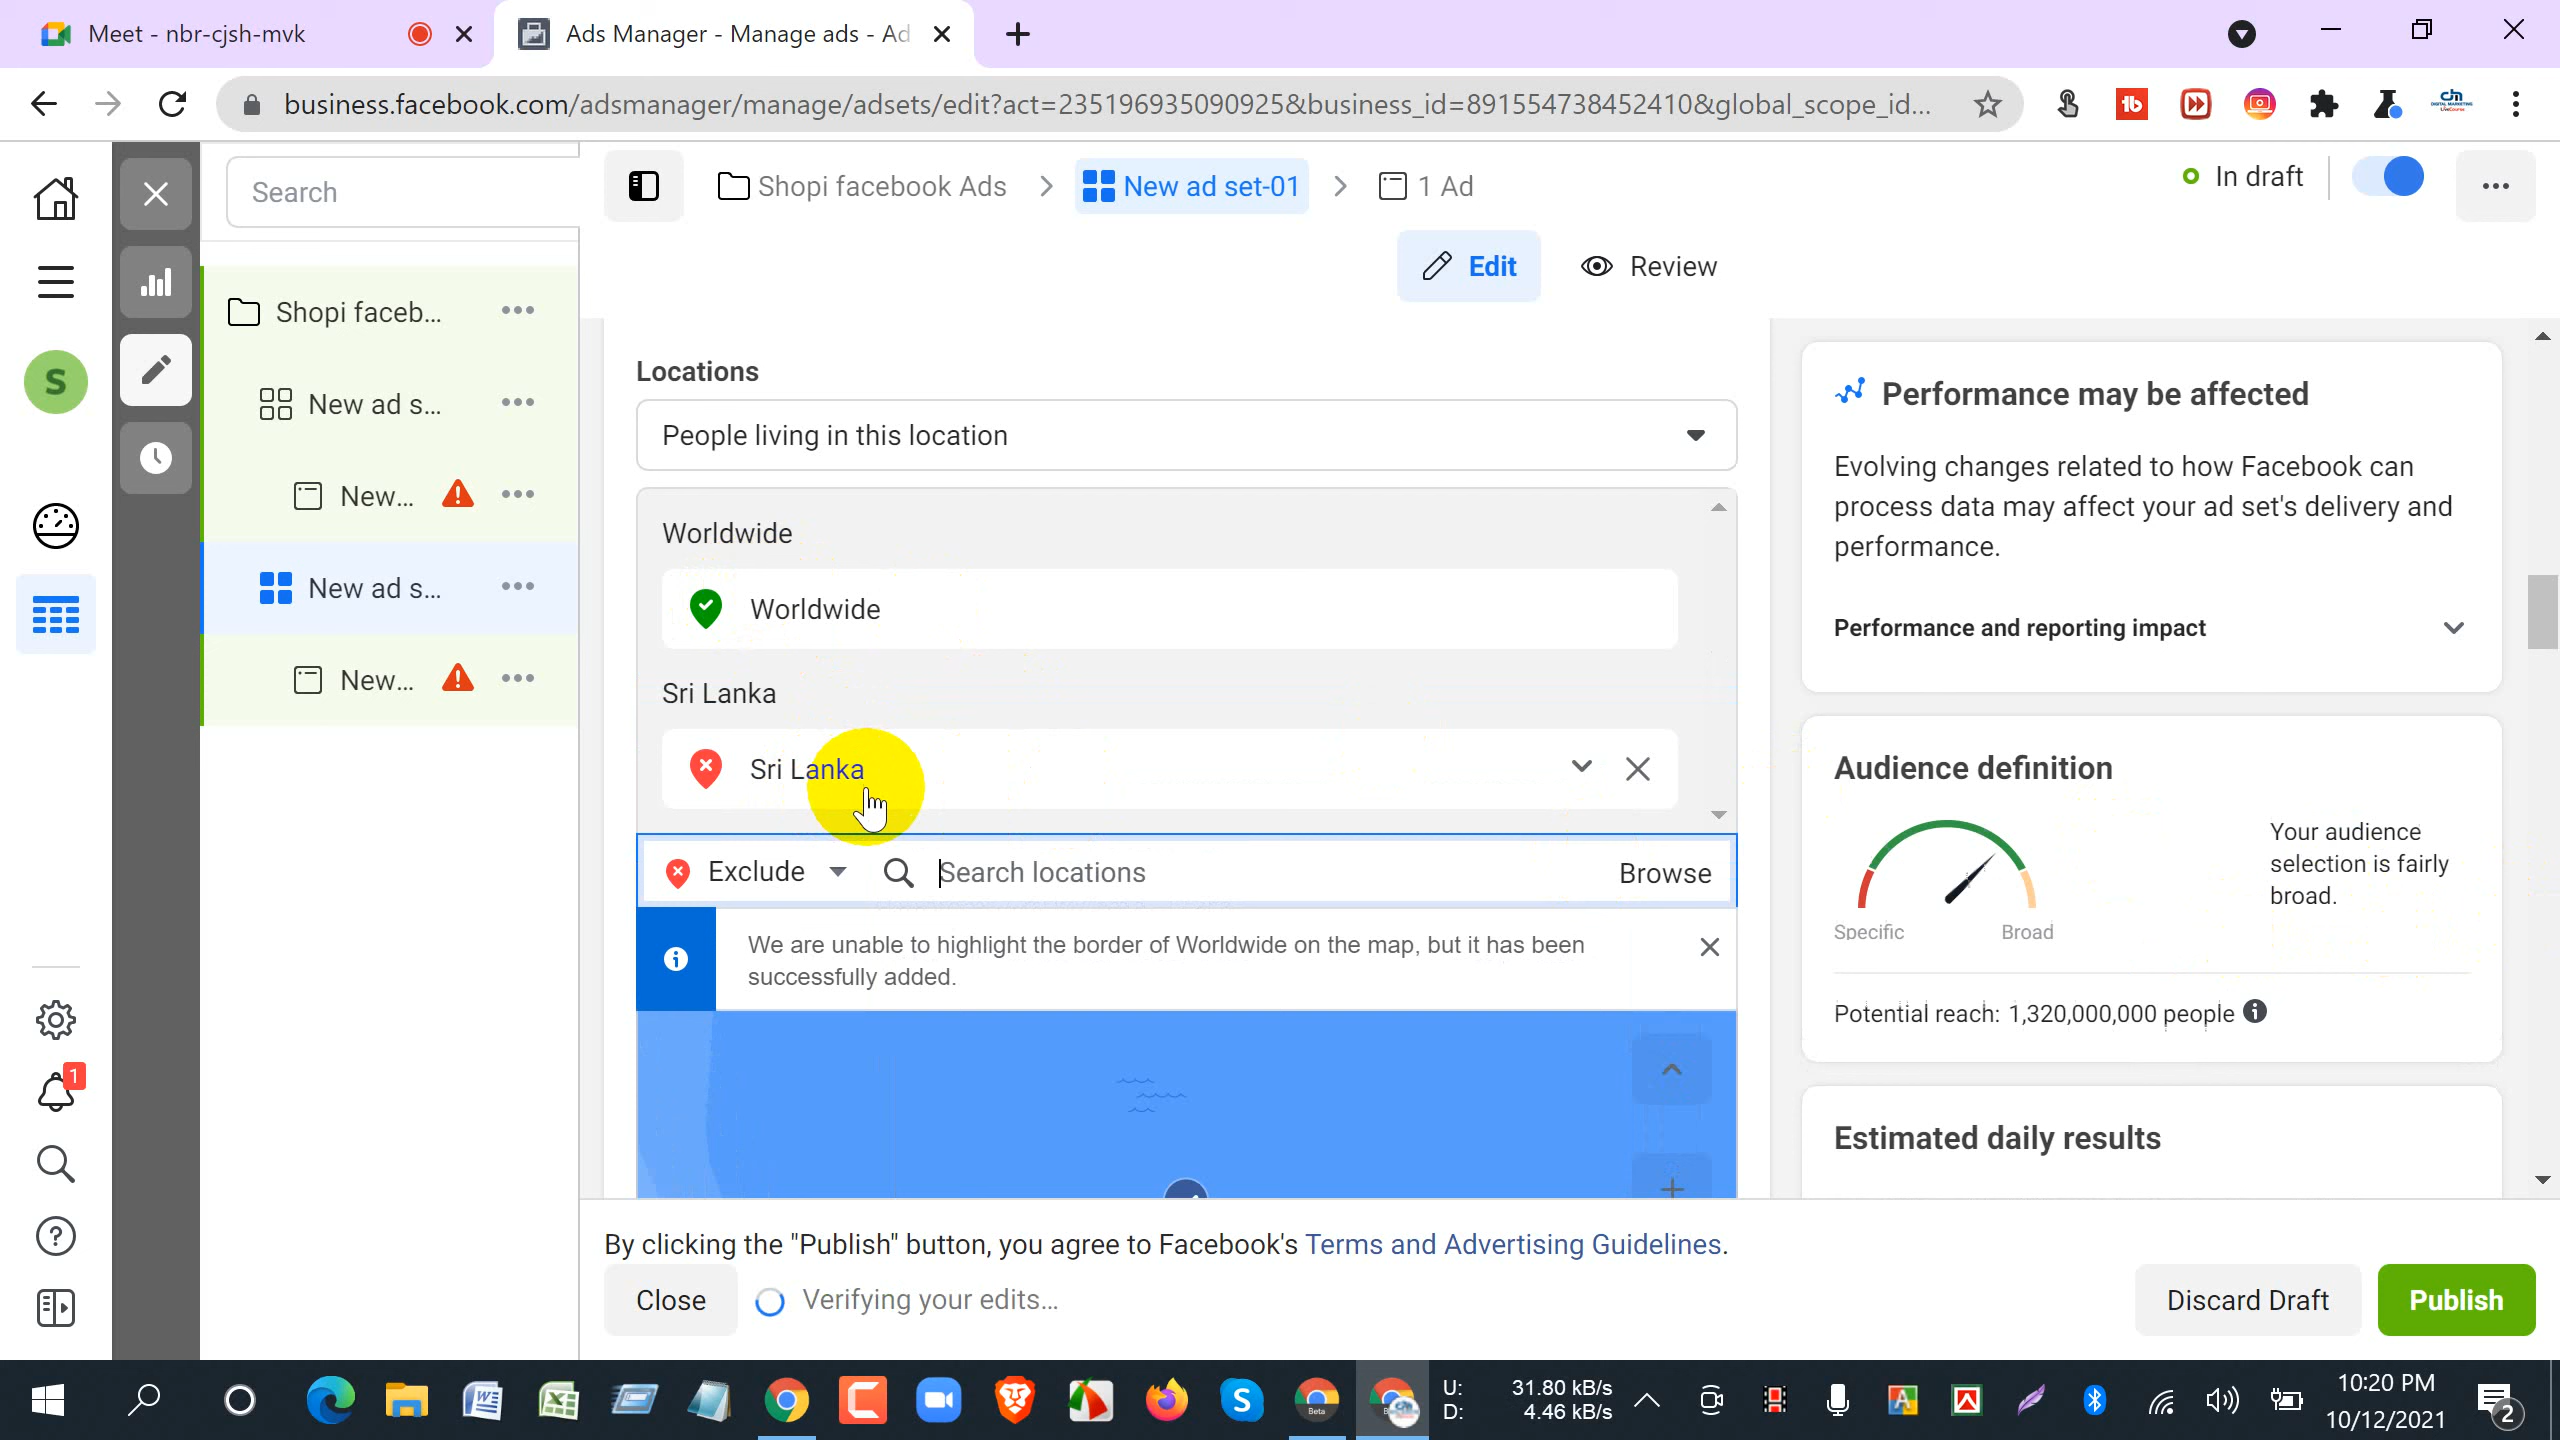 Meet - nbr-cjsh-mvk
Ads Manager - Manage ads - Ad
business.facebook.com/adsmanager/manage/adsets/edit?act=235196935090925&business_id=891554738452410&global_scope_id...
Search
Shopi facebook Ads
New ad set-01
1 Ad
In draft
Edit
Review
S
Shopi faceb...
New ad s...
New...
New ad s...
New...
Locations
People living in this location
Worldwide
Worldwide
Sri Lanka
Sri Lanka
Exclude
Search locations
Browse
We are unable to highlight the border of Worldwide on the map, but it has been
successfully added.
Performance may be affected
Evolving changes related to how Facebook can
process data may affect your ad set's delivery and
performance.
Performance and reporting impact
Audience definition
Your audience
selection is fairly
broad.
Specific
Broad
Potential reach: 1,320,000,000 people
Estimated daily results
1
By clicking the "Publish" button, you agree to Facebook's Terms and Advertising Guidelines.
Close
Verifying your edits...
Discard Draft
Publish
U: 31.80 kB/s
D: 4.46 kB/s
10:20 PM
10/12/2021
2